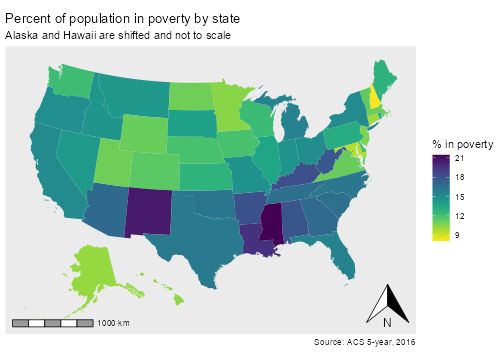 Percent of population in poverty by state
Alaska and Hawaii are shifted and not to scale
% in poverty
21
18
15
12
9
1000 km
N
Source: ACS 5-year, 2016